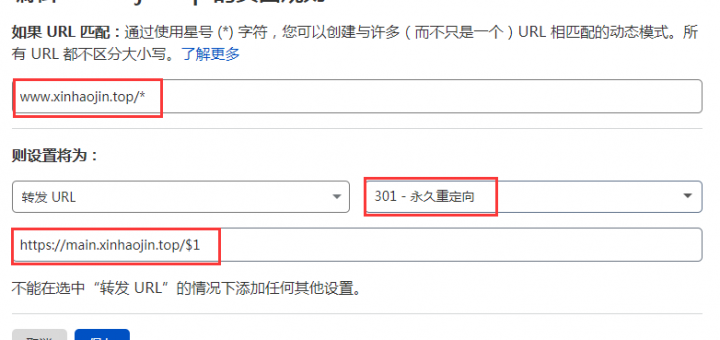 如果 URL 匹配：通过使用星号 (*) 字符，您可以创建与许多（而不只是一个）URL 相匹配的动态模式。所
有 URL 都不区分大小写。了解更多
www.xinhaojin.top/*
则设置将为：
转发 URL
301 - 永久重定向
https://main.xinhaojin.top/$1
不能在选中“转发 URL”的情况下添加任何其他设置。